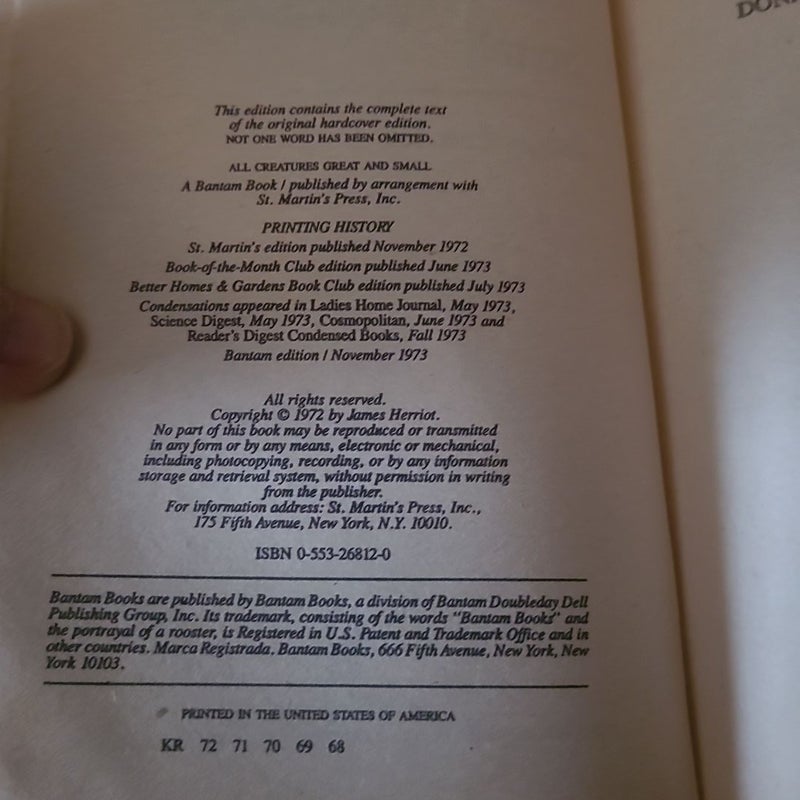 This edition contains the complete text
of the original hardcover edition.
NOT ONE WORD HAS BEEN OMITTED.
ALL CREATURES GREAT AND SMALL
A Bantam Book / published by arrangement with
St. Martin's Press, Inc.
PRINTING HISTORY
St. Martin's edition published November 1972
Book-of-the-Month Club edition published June 1973
Better Homes & Gardens Book Club edition published July 1973
Condensations appeared in Ladies Home Journal, May 1973,
Science Digest, May 1973, Cosmopolitan, June 1973 and
Reader's Digest Condensed Books, Fall 1973
Bantam edition / November 1973
All rights reserved.
Copyright © 1972 by James Herriot.
No part of this book may be reproduced or transmitted
in any form or by any means, electronic or mechanical,
including photocopying, recording, or by any information
storage and retrieval system, without permission in writing
from the publisher.
For information address: St. Martin's Press, Inc.,
175 Fifth Avenue, New York, N.Y. 10010.
ISBN 0-553-26812-0
Bantam Books are published by Bantam Books, a division of Bantam Doubleday Dell
Publishing Group, Inc. Its trademark, consisting of the words "Bantam Books" and
the portrayal of a rooster, is Registered in U.S. Patent and Trademark Office and in
other countries. Marca Registrada. Bantam Books, 666 Fifth Avenue, New York, New
York 10103.
PRINTED IN THE UNITED STATES OF AMERICA
KR 72 71 70 69 68